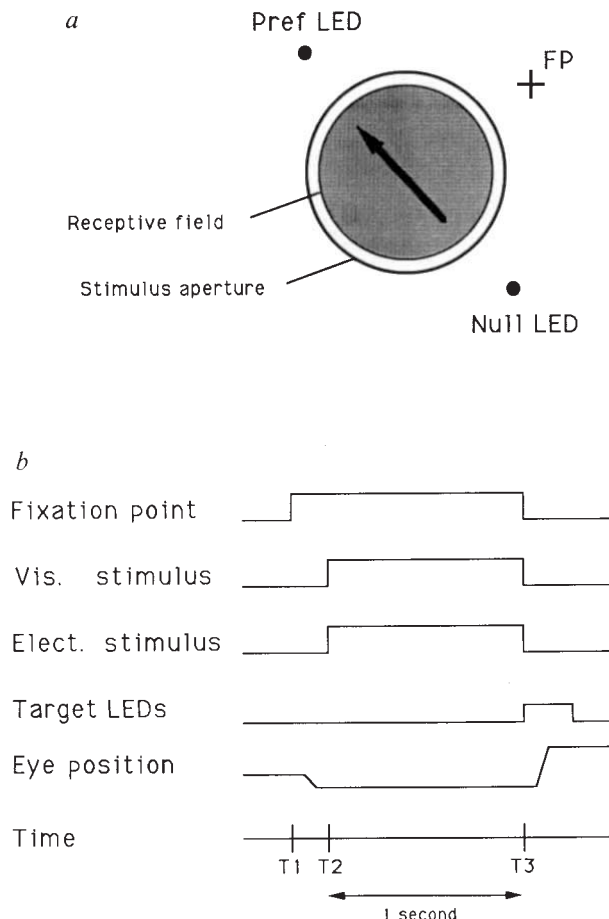 a
Pref LED
FP
Receptive field
Stimulus aperture
Null LED
b
Fixation point
Vis. stimulus
Elect. stimulus
Target LEDs
Eye position
Time
T1 T2 T3
1 second